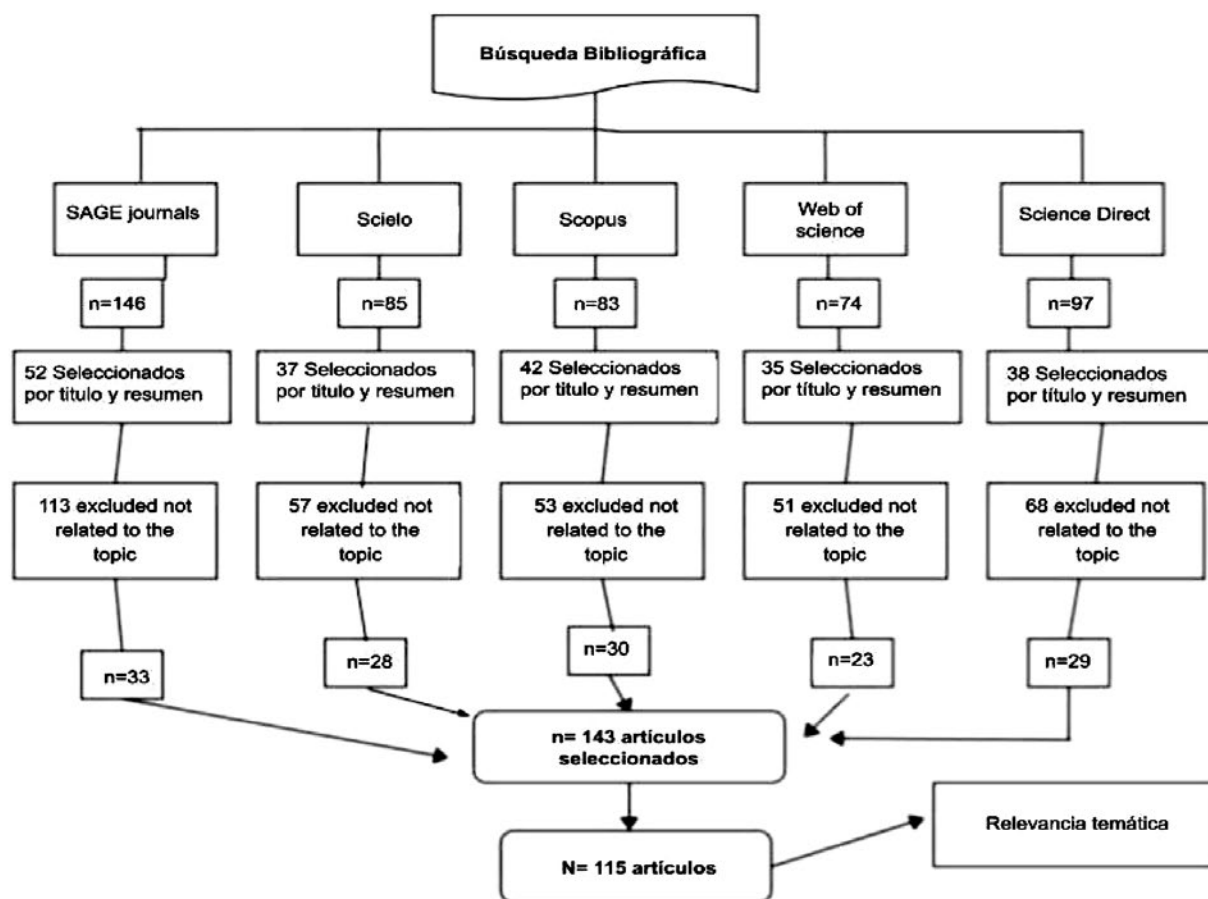 Búsqueda Bibliográfica
SAGE journals
Scielo
Scopus
Web of
science
Science Direct
n=146
n=85
n=83
n=74
n=97
52 Seleccionados
por titulo y resumen
37 Seleccionados
por titulo y resumen
42 Seleccionados
por titulo y resumen
35 Seleccionados
por título y resumen
38 Seleccionados
por título y resumen
113 excluded not
related to the
topic
57 excluded not
related to the
topic
53 excluded not
related to the
topic
51 excluded not
related to the
topic
68 excluded not
related to the
topic
n=33
n=28
n=30
n=23
n=29
n= 143 artículos
seleccionados
N= 115 artículos
Relevancia temática